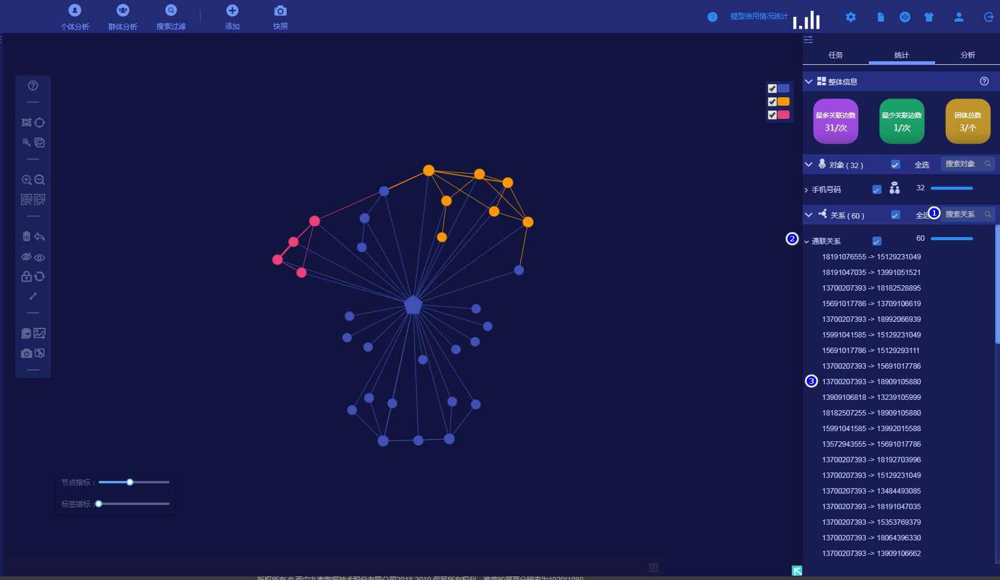 个体分析
群体分析
搜索过滤
添加
快照
模型使用情况统计
任务
统计
分析
整体信息
最多关联边数
31/次
最少关联边数
1/次
团体总数
3/个
对象 ( 32 )
全选
搜索对象
手机号码
32
关系 ( 60 )
全选
1
搜索关系
2
通联关系
60
18191076555 -> 15129231049
18191047035 -> 13991051521
13700207393 -> 18182528895
15691017786 -> 13709106619
13700207393 -> 18992066939
15991041585 -> 15129231049
15691017786 -> 15129293111
13700207393 -> 15691017786
3
13700207393 -> 18909105880
13909106818 -> 13239105999
18182507255 -> 18909105880
15991041585 -> 13992015588
13572943555 -> 15691017786
13700207393 -> 18192703996
13700207393 -> 15129231049
13700207393 -> 13484493085
13700207393 -> 18191047035
13700207393 -> 15353769379
13700207393 -> 18064396330
13700207393 -> 13909106662
节点指标：
标签指标：
版权所有 © 西安九索数据技术股份有限公司2018-2019 保留所有权利 推荐的屏幕分辨率为1920*1080